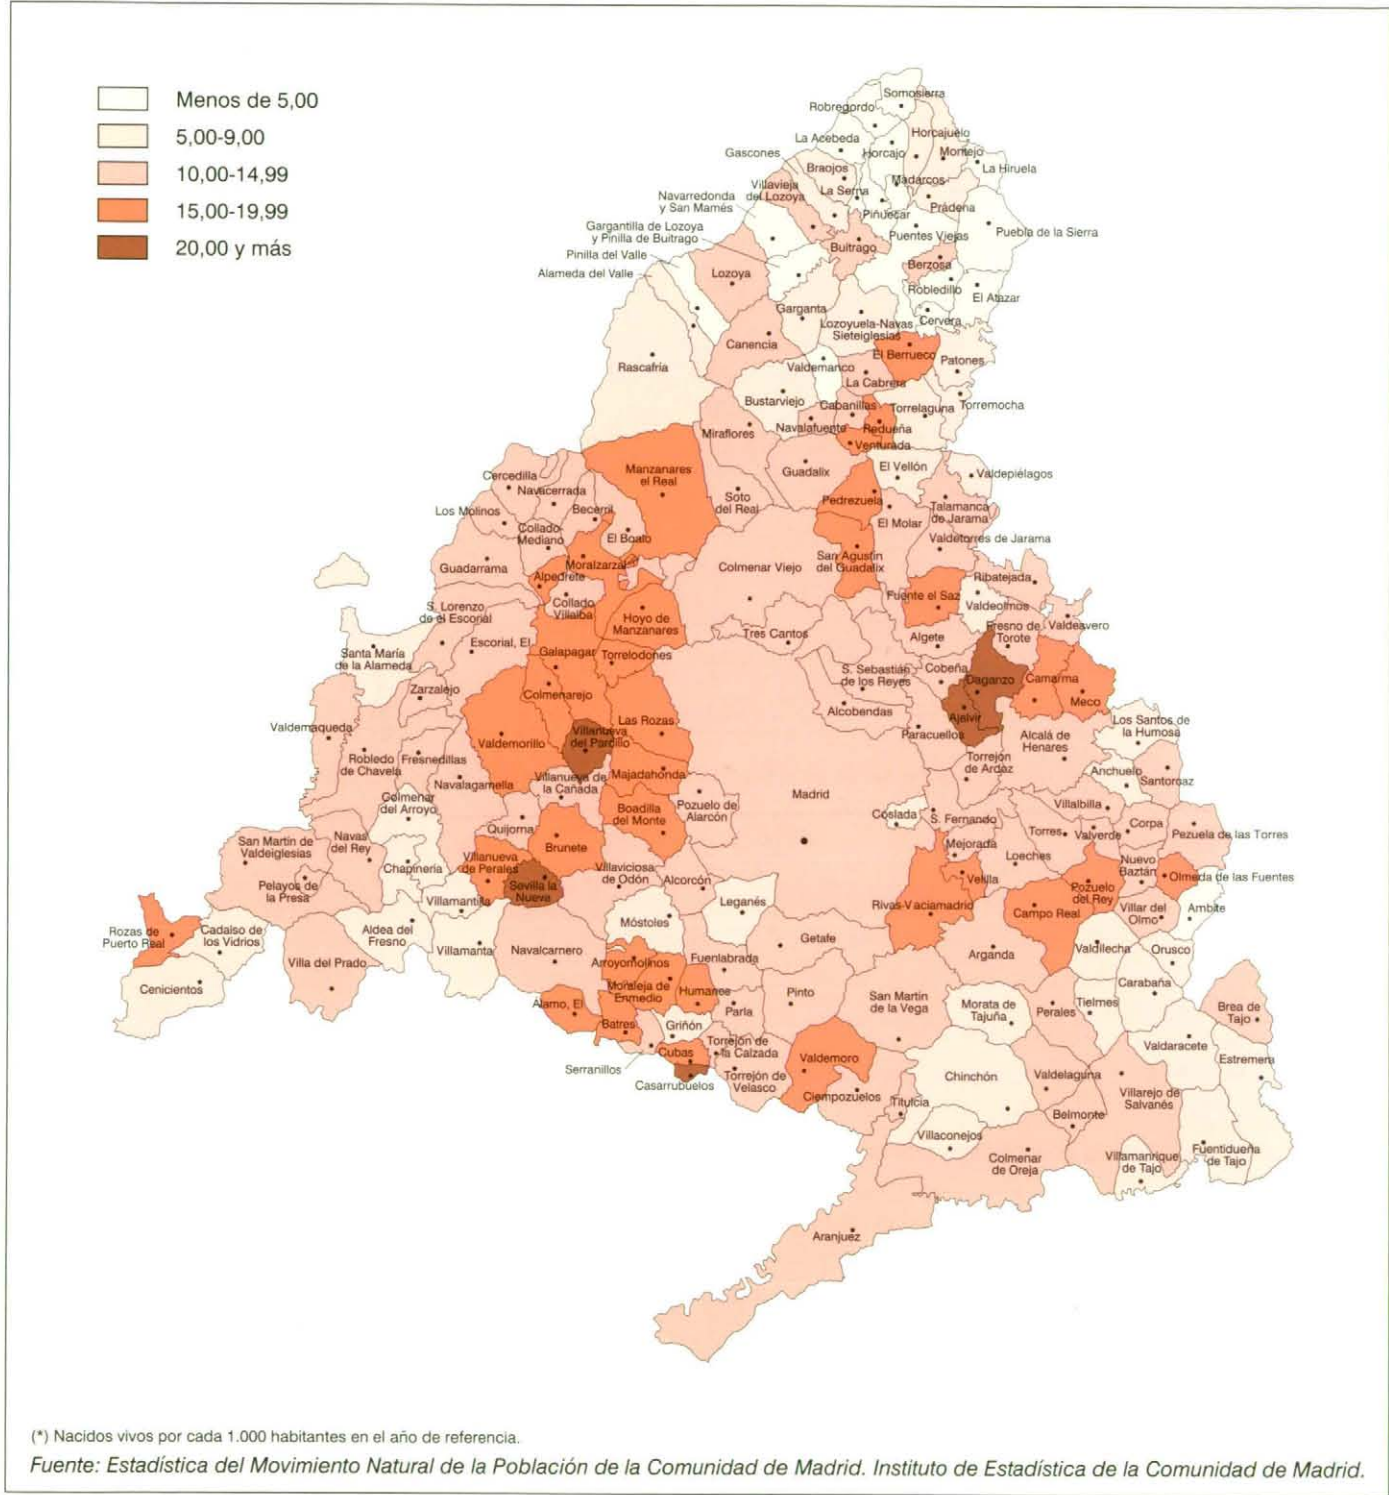 Menos de 5,00
5,00-9,00
10,00-14,99
15,00-19,99
20,00 y más
Somosierra
Robregordo
La Acebeda
Horcajuelo
Horcajo
Montejo
Gascones
La Hiruela
Braojos
Madarcos
Villavieja
del Lozoya
La Serna
Navarredonda
y San Mamés
Prádena
Piñuecar
Gargantilla de Lozoya
y Pinilla de Buitrago
Puentes Viejas
Puebla de la Sierra
Buitrago
Pinilla del Valle
Berzosa
Alameda del Valle
Lozoya
Robledillo
El Atazar
Garganta
Cervera
Lozoyuela-Navas
Sieteiglesias
Canencia
El Berrueco
Patones
Rascafría
Valdemanco
La Cabrera
Bustarviejo
Cabanillas
Torrelaguna
Torremocha
Navalafuente
Redueña
Miraflores
Venturada
Manzanares
el Real
Guadalix
El Vellón
Valdepiélagos
Cercedilla
Navacerrada
Soto
del Real
Pedrezuela
Talamanca
de Jarama
Los Molinos
Becerril
El Molar
Collado
Mediano
El Boalo
Valdetorres de Jarama
Guadarrama
Moralzarzal
Colmenar Viejo
San Agustín
del Guadalix
Alpedrete
Ribatejada
Fuente el Saz
Valdeolmos
S. Lorenzo
de el Escorial
Collado
Villalba
Hoyo de
Manzanares
Fresno de
Torote
Valdeavero
Escorial, El
Tres Cantos
Algete
Santa María
de la Alameda
Galapagar
Torrelodones
S. Sebastián
de los Reyes
Cobeña
Daganzo
Camarma
Zarzalejo
Colmenarejo
Meco
Alcobendas
Ajalvir
Valdemaqueda
Las Rozas
Los Santos de
la Humosa
Valdemorillo
Villanueva
del Pardillo
Paracuellos
Alcalá de
Henares
Robledo
de Chavela
Fresnedillas
Torrejón
de Ardoz
Anchuelo
Santorcaz
Navalagamella
Villanueva de
la Cañada
Majadahonda
Madrid
Colmenar
del Arroyo
Boadilla
del Monte
Pozuelo de
Alarcón
Villalbilla
Coslada
S. Fernando
Corpa
Quijorna
Torres
Valverde
Pezuela de las Torres
San Martín de
Valdeiglesias
Navas
del Rey
Brunete
Mejorada
Loeches
Nuevo
Baztán
Villanueva
de Perales
Chapinería
Villaviciosa
de Odón
Alcorcón
Velilla
Olmeda de las Fuentes
Pelayos de
la Presa
Sevilla la
Nueva
Pozuelo
del Rey
Villamantilla
Leganés
Rivas-Vaciamadrid
Campo Real
Villar del
Olmo
Ambite
Rozas de
Puerto Real
Cadalso de
los Vidrios
Aldea del
Fresno
Móstoles
Getafe
Villamanta
Navalcarnero
Arganda
Valdilecha
Orusco
Villa del Prado
Arroyomolinos
Fuenlabrada
Cenicientos
Moraleja de
Enmedio
Humanes
Pinto
San Martín
de la Vega
Carabaña
Álamo, El
Parla
Morata de
Tajuña
Perales
Tielmes
Brea de
Tajo
Batres
Griñón
Valdaracete
Cubas
Torrejón de
la Calzada
Valdemoro
Estremera
Serranillos
Casarrubuelos
Torrejón de
Velasco
Chinchón
Valdelaguna
Villarejo de
Salvanés
Ciempozuelos
Titulcia
Belmonte
Villaconejos
Colmenar
de Oreja
Villamanrique
de Tajo
Fuentidueña
de Tajo
Aranjuez
(*) Nacidos vivos por cada 1.000 habitantes en el año de referencia.
Fuente: Estadística del Movimiento Natural de la Población de la Comunidad de Madrid. Instituto de Estadística de la Comunidad de Madrid.